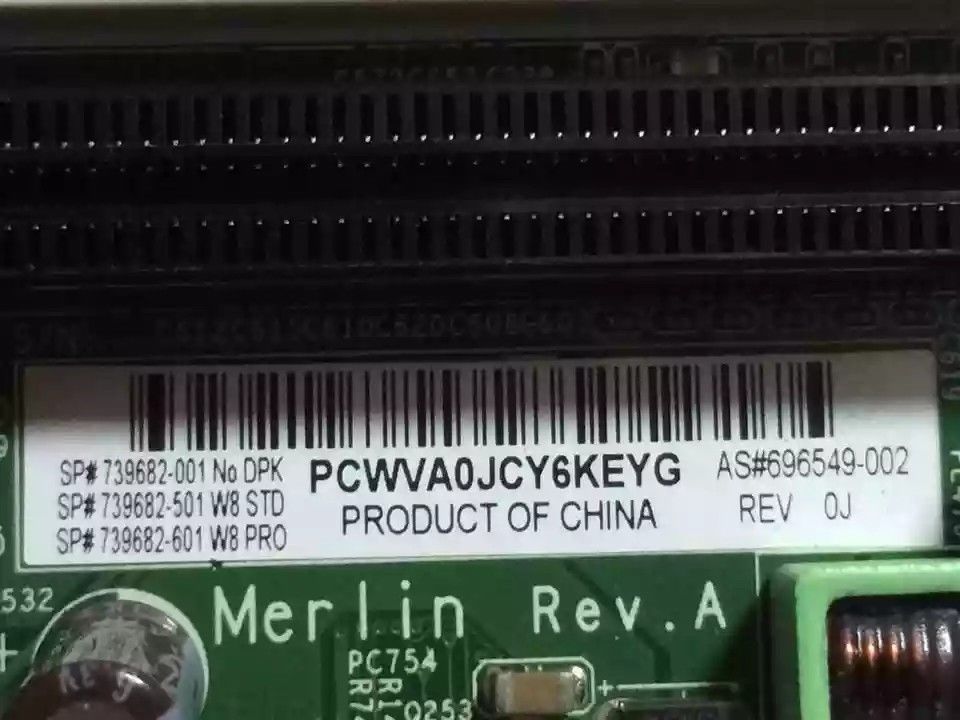 SP# 739682-001 No DPK
SP# 739682-501 W8 STD
SP# 739682-601 W8 PRO
PCWVA0JCY6KEYG
PRODUCT OF CHINA
AS#696549-002
REV 0J
532
Merlin Rev.A
+
PC754
+